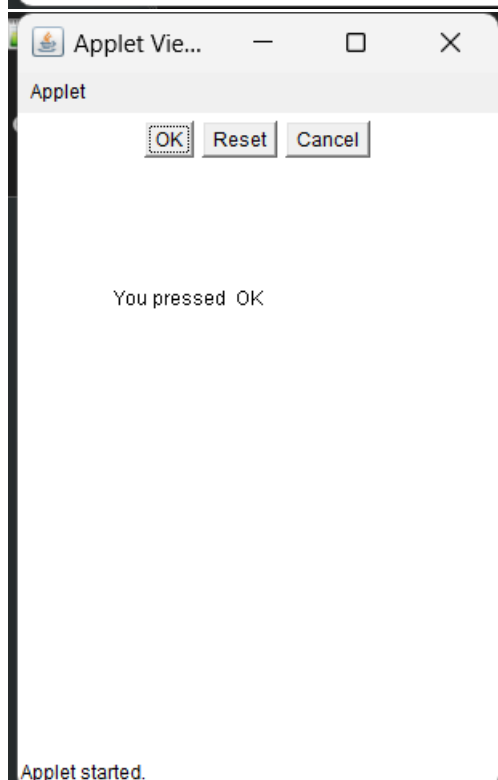 Applet Vie...
Applet
OK Reset Cancel
You pressed OK
Applet started.